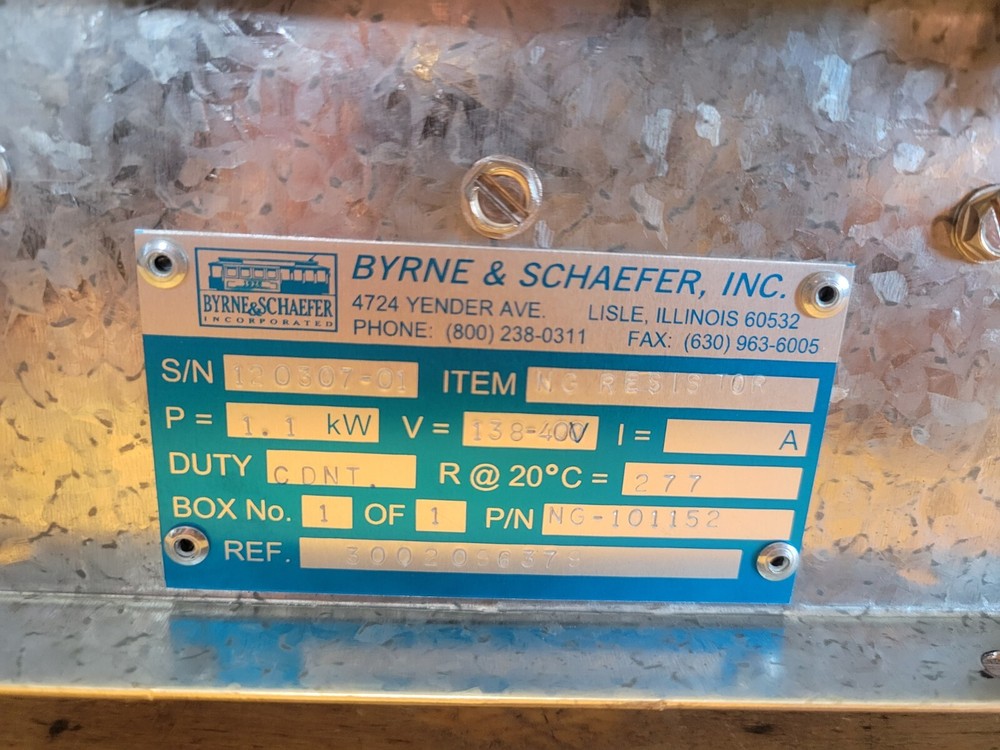 1926
BYRNE&SCHAEFER
INCORPORATED
BYRNE & SCHAEFER, INC.
4724 YENDER AVE. LISLE, ILLINOIS 60532
PHONE: (800) 238-0311 FAX: (630) 963-6005
S/N 120307-01 ITEM NG RESISTOR
P = 1.1 kW V = 138-400V I = A
DUTY CONT. R @ 20°C = 277
BOX No. 1 OF 1 P/N NG-101152
REF. 3002056378